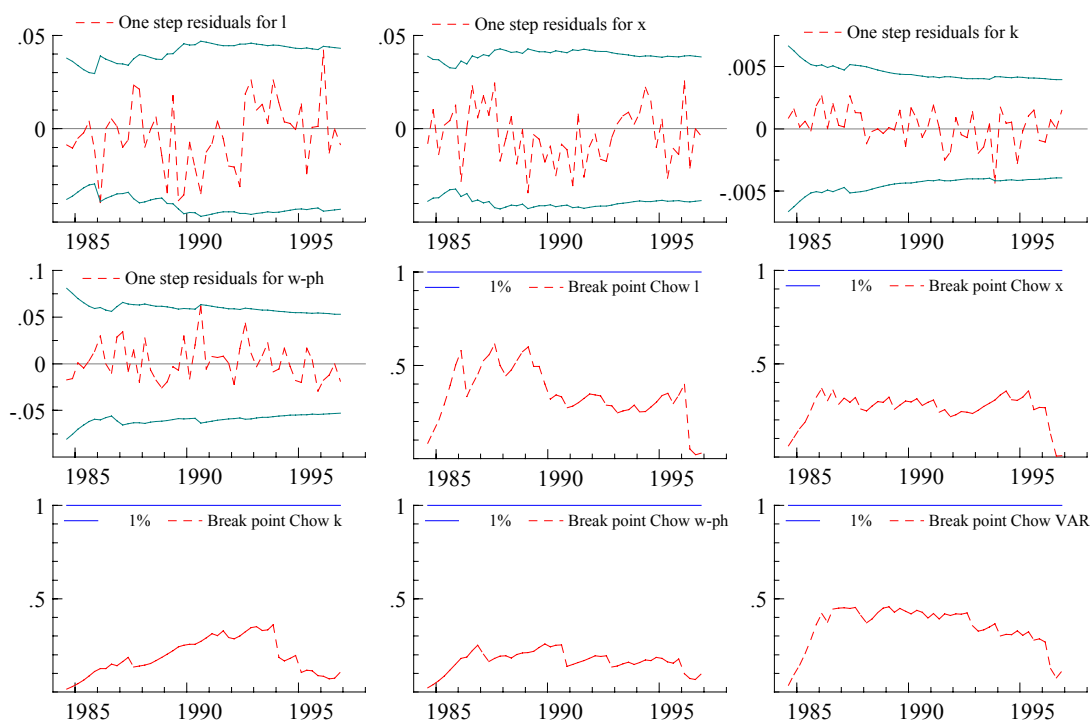 One step residuals for l
.05
0
1985 1990 1995
One step residuals for x
.05
0
1985 1990 1995
One step residuals for k
.005
0
-.005
1985 1990 1995
One step residuals for w-ph
.1
.05
0
-.05
1985 1990 1995
1
1% Break point Chow l
.5
1985 1990 1995
1
1% Break point Chow x
.5
1985 1990 1995
1
1% Break point Chow k
.5
1985 1990 1995
1
1% Break point Chow w-ph
.5
1985 1990 1995
1
1% Break point Chow VAR
.5
1985 1990 1995